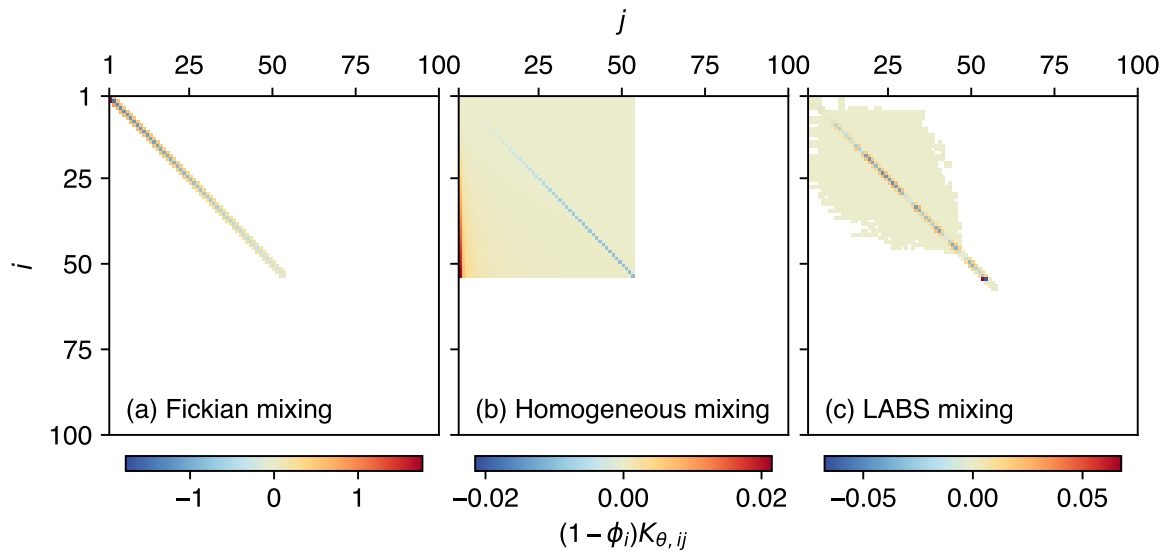 j
1 25 50 75 100 25 50 75 100 25 50 75 100
1
25
i
50
75
(a) Fickian mixing (b) Homogeneous mixing (c) LABS mixing
100
−1 0 1 −0.02 0.00 0.02 −0.05 0.00 0.05
(1 − ϕᵢ)K_θ, ij